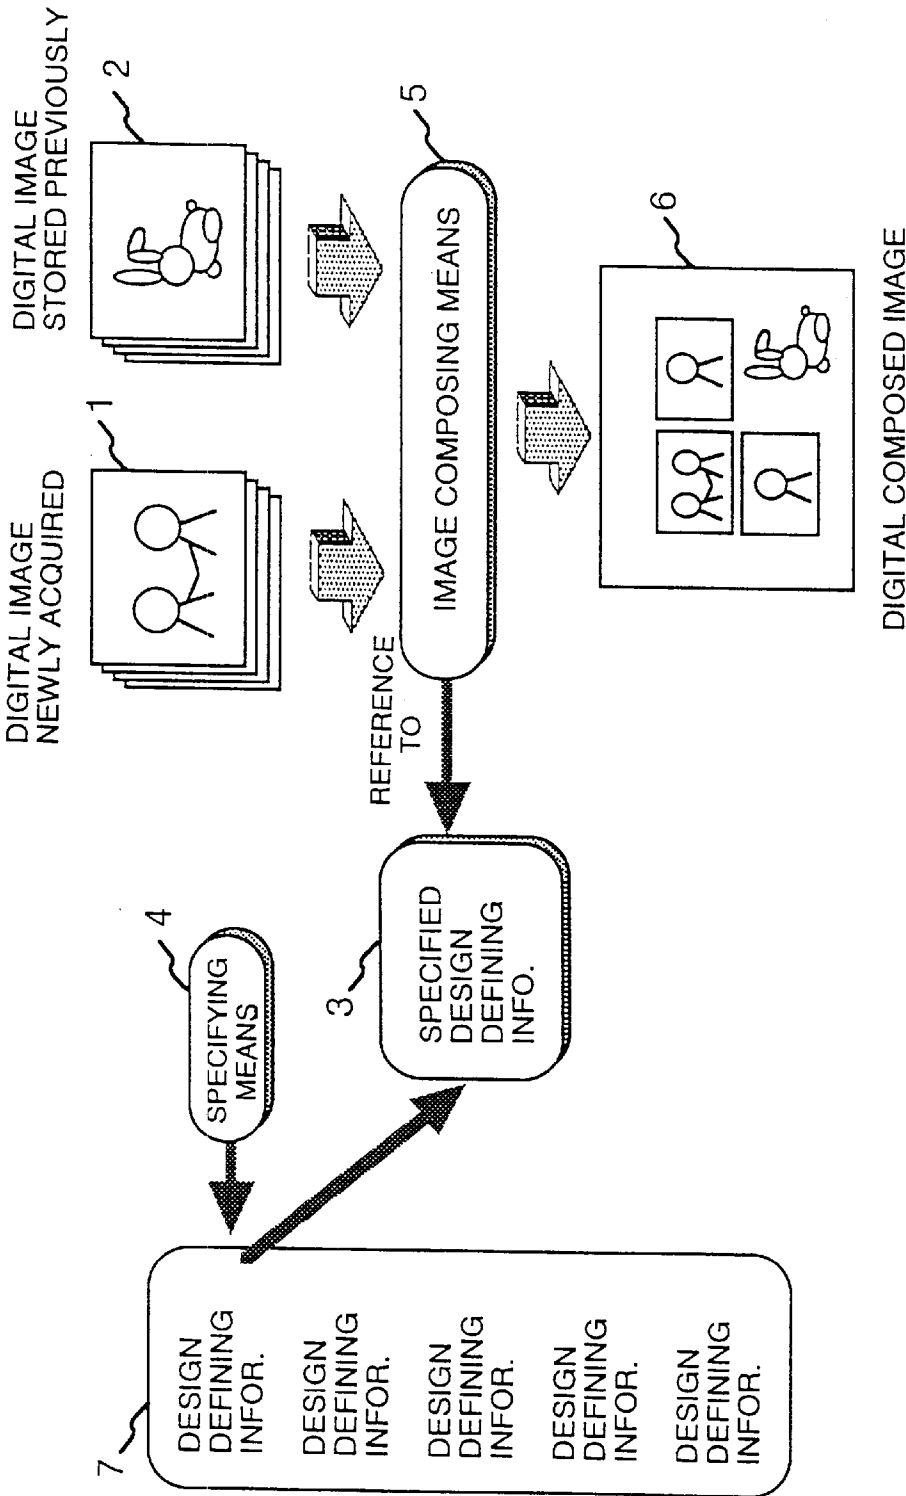 7
DESIGN
DEFINING
INFOR.
DESIGN
DEFINING
INFOR.
DESIGN
DEFINING
INFOR.
DESIGN
DEFINING
INFOR.
DESIGN
DEFINING
INFOR.
4
SPECIFYING
MEANS
3
SPECIFIED
DESIGN
DEFINING
INFO.
REFERENCE
TO
DIGITAL IMAGE
NEWLY ACQUIRED
1
DIGITAL IMAGE
STORED PREVIOUSLY
2
5
IMAGE COMPOSING MEANS
6
DIGITAL COMPOSED IMAGE